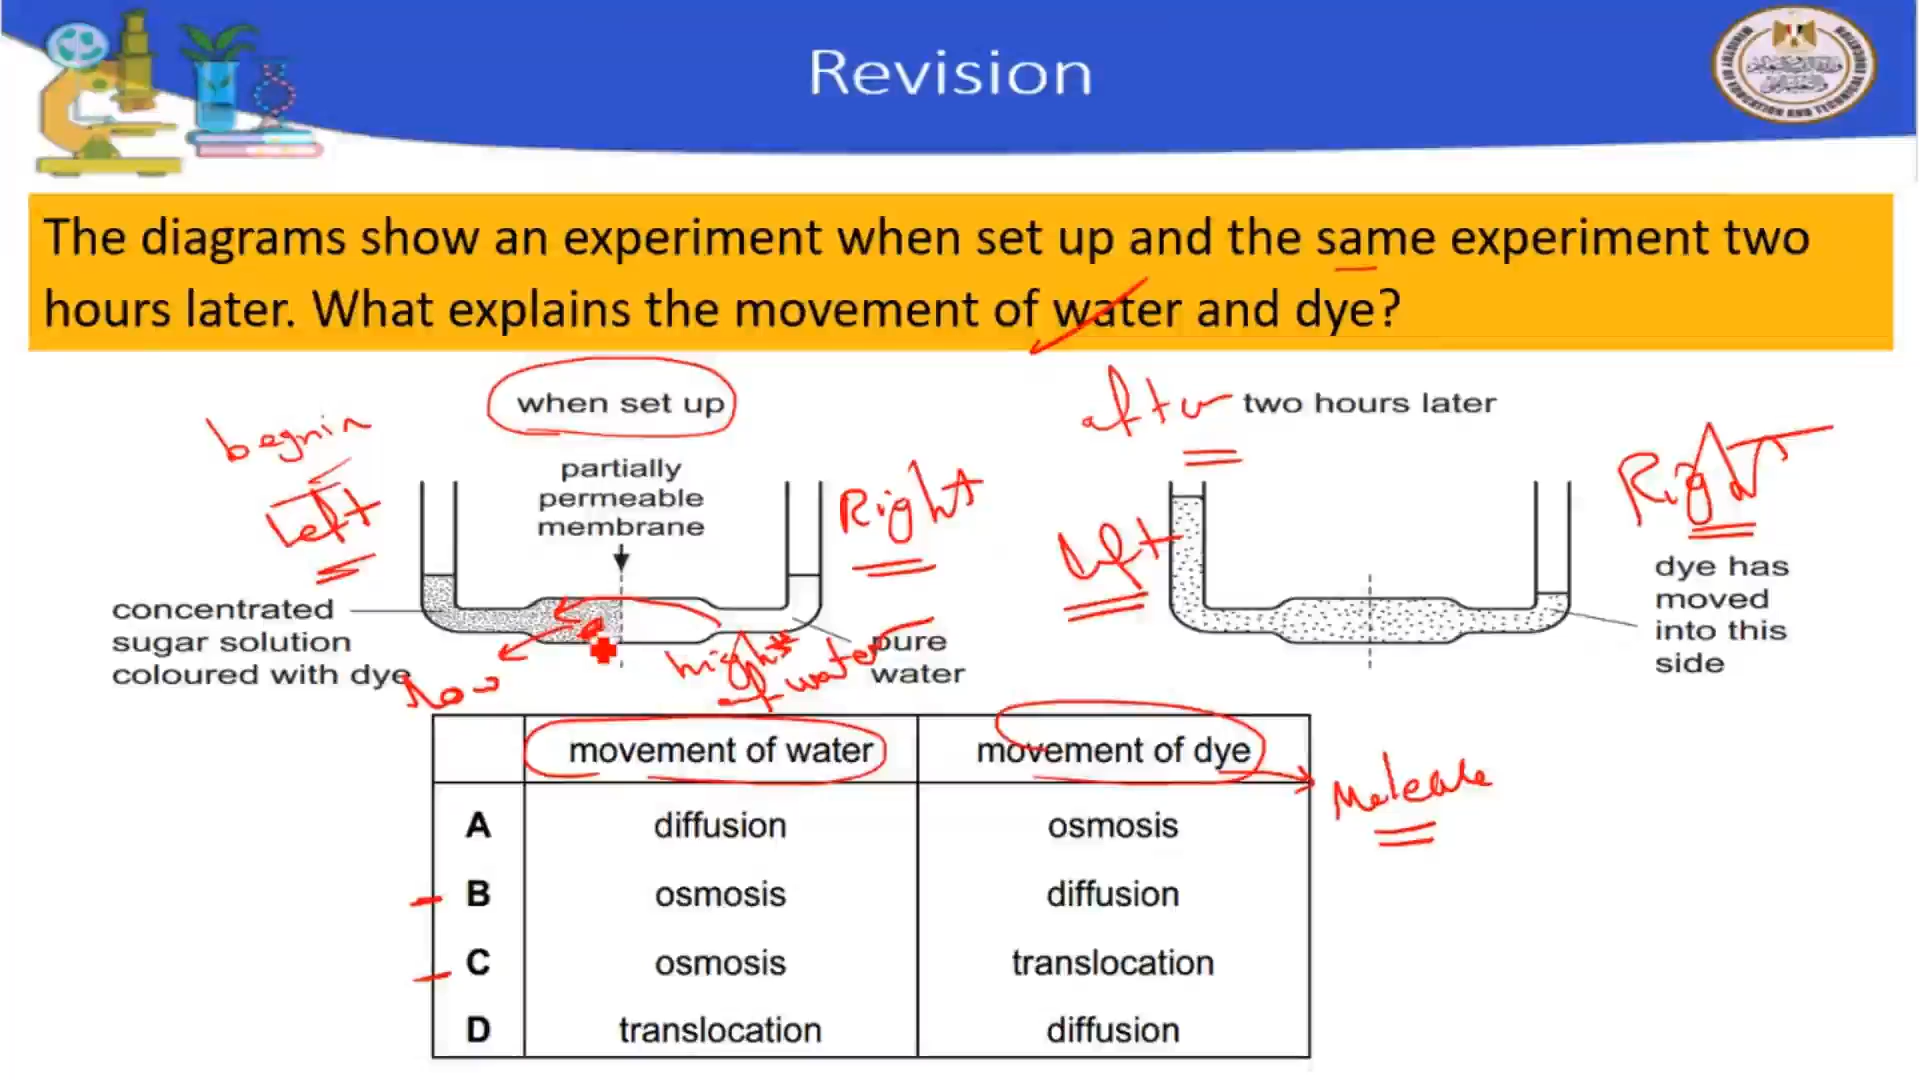 Revision
The diagrams show an experiment when set up and the same experiment two
hours later. What explains the movement of water and dye?
when set up
after two hours later
begnin
Left
partially
permeable
membrane
Right
Left
Right
concentrated
sugar solution
coloured with dye
Low
high
of water
pure
water
dye has
moved
into this
side
movement of water movement of dye
Molecule
A diffusion osmosis
B osmosis diffusion
C osmosis translocation
D translocation diffusion